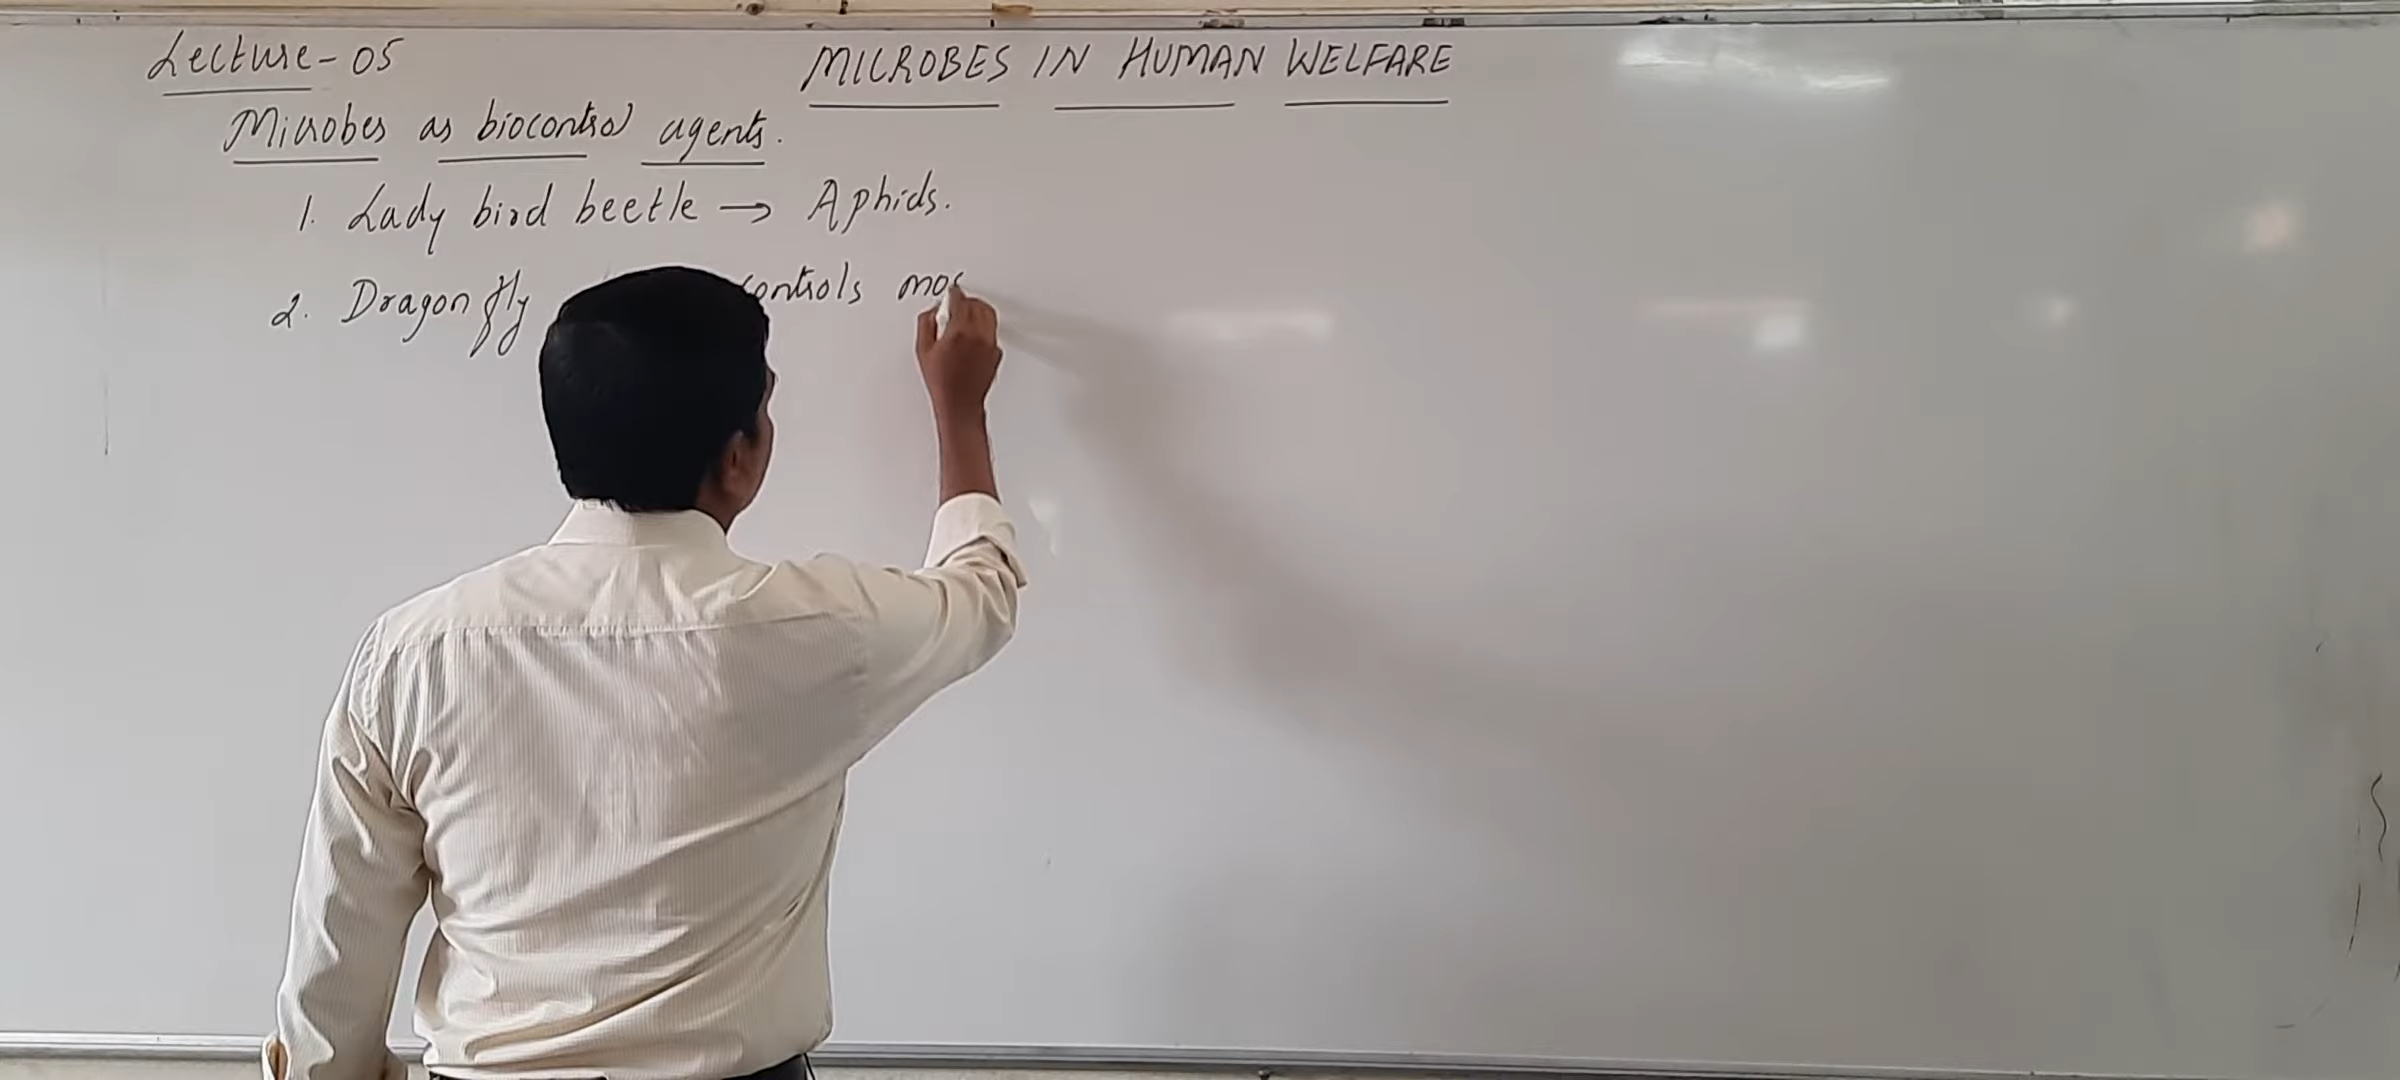 Lecture - 05
MICROBES IN HUMAN WELFARE
Microbes as biocontrol agents.
1. Lady bird beetle → Aphids.
2. Dragon fly controls mos